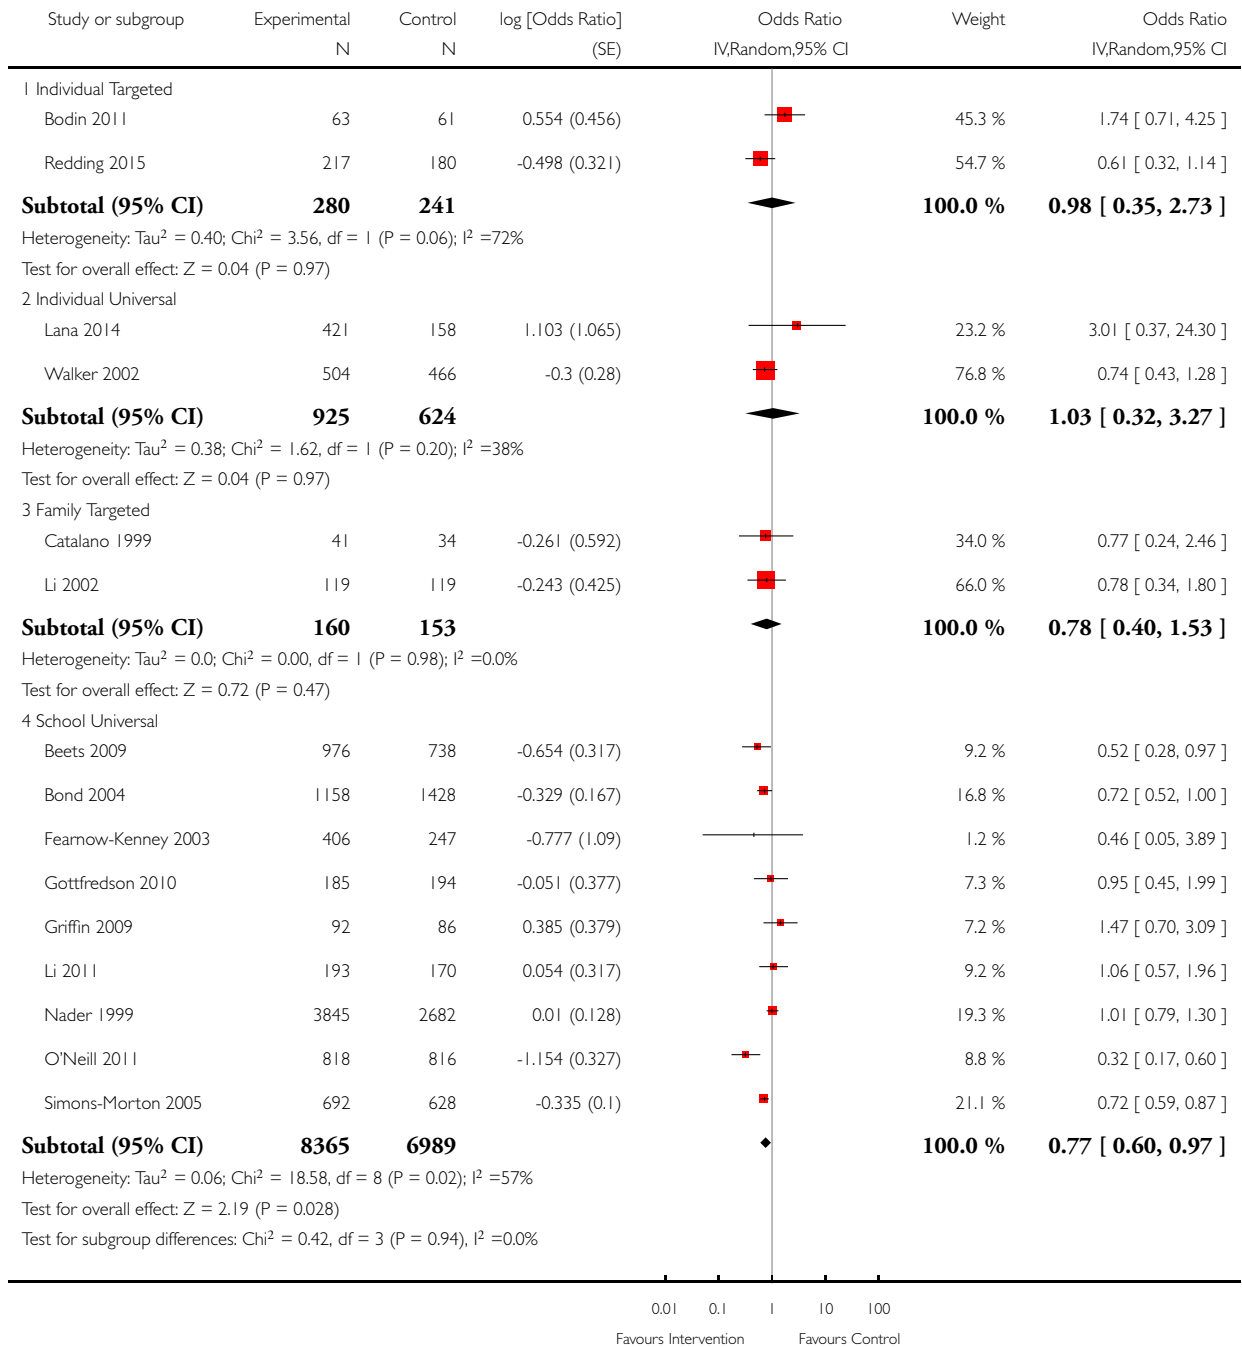 Study or subgroup Experimental Control log [Odds Ratio] Odds Ratio Weight Odds Ratio
N N (SE) IV,Random,95% CI IV,Random,95% CI
1 Individual Targeted
Bodin 2011 63 61 0.554 (0.456) 45.3 % 1.74 [ 0.71, 4.25 ]
Redding 2015 217 180 -0.498 (0.321) 54.7 % 0.61 [ 0.32, 1.14 ]
Subtotal (95% CI) 280 241 100.0 % 0.98 [ 0.35, 2.73 ]
Heterogeneity: Tau² = 0.40; Chi² = 3.56, df = 1 (P = 0.06); I² =72%
Test for overall effect: Z = 0.04 (P = 0.97)
2 Individual Universal
Lana 2014 421 158 1.103 (1.065) 23.2 % 3.01 [ 0.37, 24.30 ]
Walker 2002 504 466 -0.3 (0.28) 76.8 % 0.74 [ 0.43, 1.28 ]
Subtotal (95% CI) 925 624 100.0 % 1.03 [ 0.32, 3.27 ]
Heterogeneity: Tau² = 0.38; Chi² = 1.62, df = 1 (P = 0.20); I² =38%
Test for overall effect: Z = 0.04 (P = 0.97)
3 Family Targeted
Catalano 1999 41 34 -0.261 (0.592) 34.0 % 0.77 [ 0.24, 2.46 ]
Li 2002 119 119 -0.243 (0.425) 66.0 % 0.78 [ 0.34, 1.80 ]
Subtotal (95% CI) 160 153 100.0 % 0.78 [ 0.40, 1.53 ]
Heterogeneity: Tau² = 0.0; Chi² = 0.00, df = 1 (P = 0.98); I² =0.0%
Test for overall effect: Z = 0.72 (P = 0.47)
4 School Universal
Beets 2009 976 738 -0.654 (0.317) 9.2 % 0.52 [ 0.28, 0.97 ]
Bond 2004 1158 1428 -0.329 (0.167) 16.8 % 0.72 [ 0.52, 1.00 ]
Fearnow-Kenney 2003 406 247 -0.777 (1.09) 1.2 % 0.46 [ 0.05, 3.89 ]
Gottfredson 2010 185 194 -0.051 (0.377) 7.3 % 0.95 [ 0.45, 1.99 ]
Griffin 2009 92 86 0.385 (0.379) 7.2 % 1.47 [ 0.70, 3.09 ]
Li 2011 193 170 0.054 (0.317) 9.2 % 1.06 [ 0.57, 1.96 ]
Nader 1999 3845 2682 0.01 (0.128) 19.3 % 1.01 [ 0.79, 1.30 ]
O'Neill 2011 818 816 -1.154 (0.327) 8.8 % 0.32 [ 0.17, 0.60 ]
Simons-Morton 2005 692 628 -0.335 (0.1) 21.1 % 0.72 [ 0.59, 0.87 ]
Subtotal (95% CI) 8365 6989 100.0 % 0.77 [ 0.60, 0.97 ]
Heterogeneity: Tau² = 0.06; Chi² = 18.58, df = 8 (P = 0.02); I² =57%
Test for overall effect: Z = 2.19 (P = 0.028)
Test for subgroup differences: Chi² = 0.42, df = 3 (P = 0.94), I² =0.0%
0.01 0.1 1 10 100
Favours Intervention Favours Control